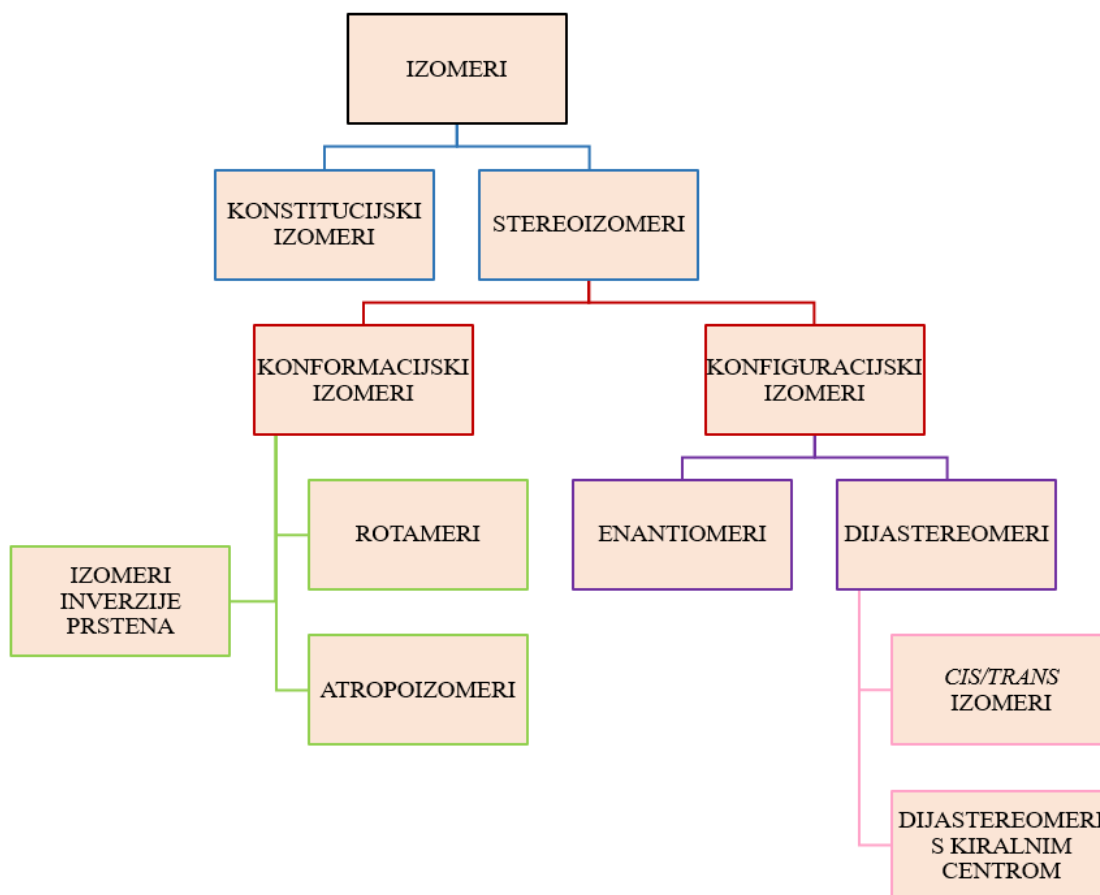 IZOMERI
KONSTITUCIJSKI
IZOMERI
STEREOIZOMERI
KONFORMACIJSKI
IZOMERI
KONFIGURACIJSKI
IZOMERI
ROTAMERI
ENANTIOMERI
DIJASTEREOMERI
IZOMERI
INVERZIJE
PRSTENA
ATROPOIZOMERI
CIS/TRANS
IZOMERI
DIJASTEREOMERI
S KIRALNIM
CENTROM